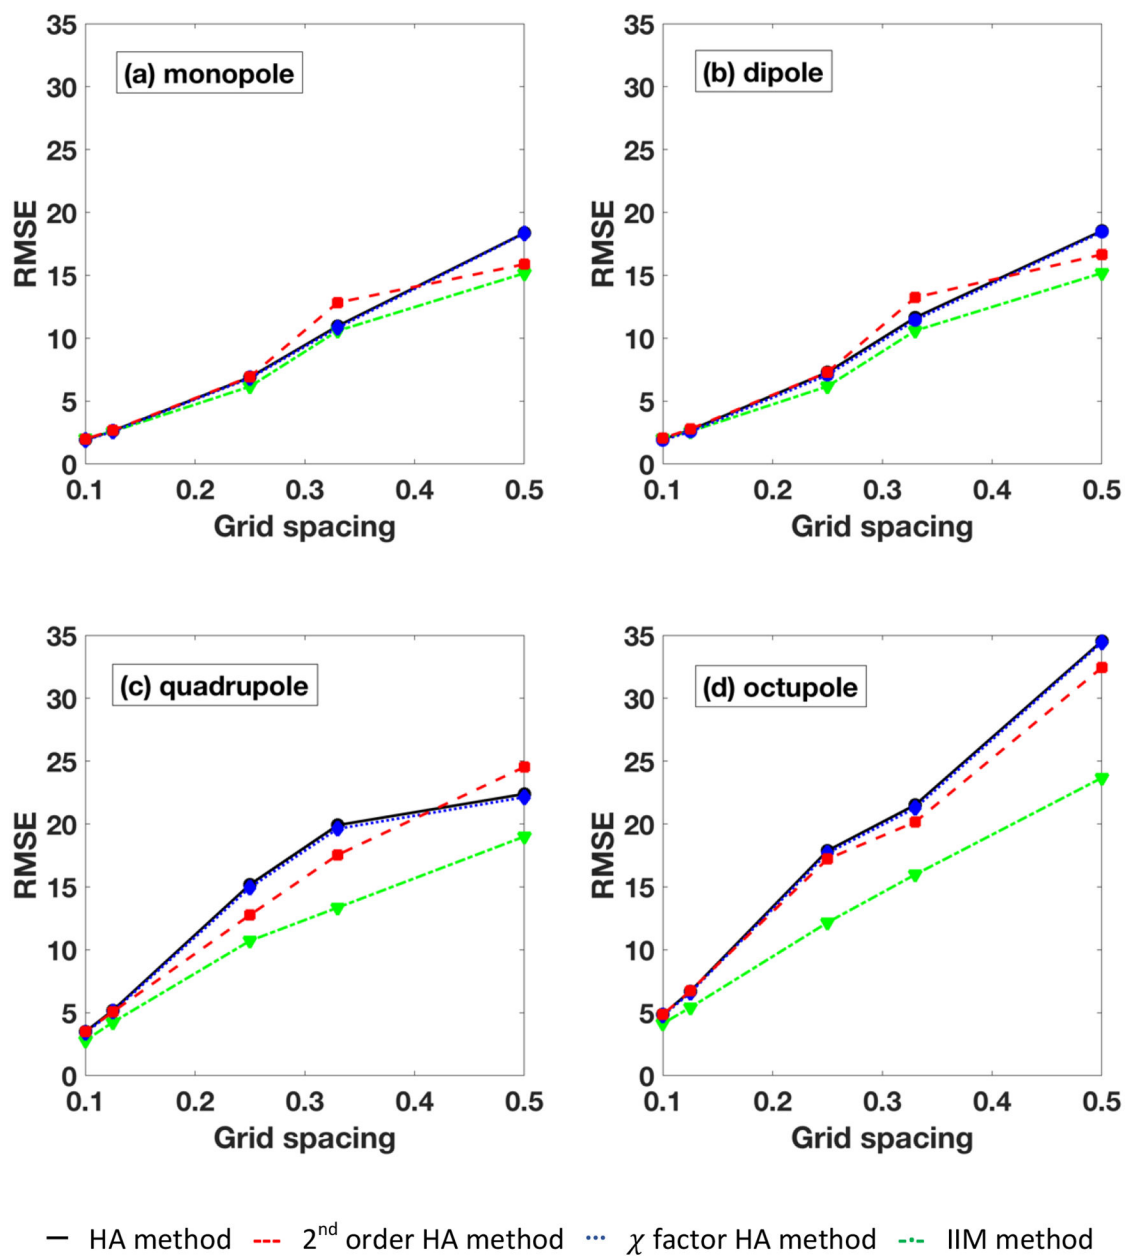 (a) monopole
RMSE
35
30
25
20
15
10
5
0
0.1 0.2 0.3 0.4 0.5
Grid spacing
(b) dipole
RMSE
35
30
25
20
15
10
5
0
0.1 0.2 0.3 0.4 0.5
Grid spacing
(c) quadrupole
RMSE
35
30
25
20
15
10
5
0
0.1 0.2 0.3 0.4 0.5
Grid spacing
(d) octupole
RMSE
35
30
25
20
15
10
5
0
0.1 0.2 0.3 0.4 0.5
Grid spacing
HA method 2nd order HA method χ factor HA method IIM method